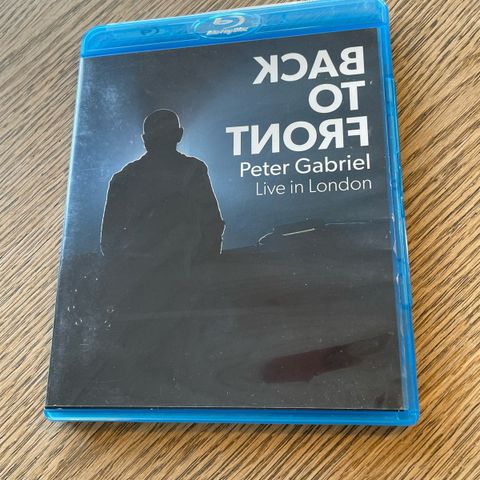 Blu-ray Disc
BACK
TO
FRONT
Peter Gabriel
Live in London